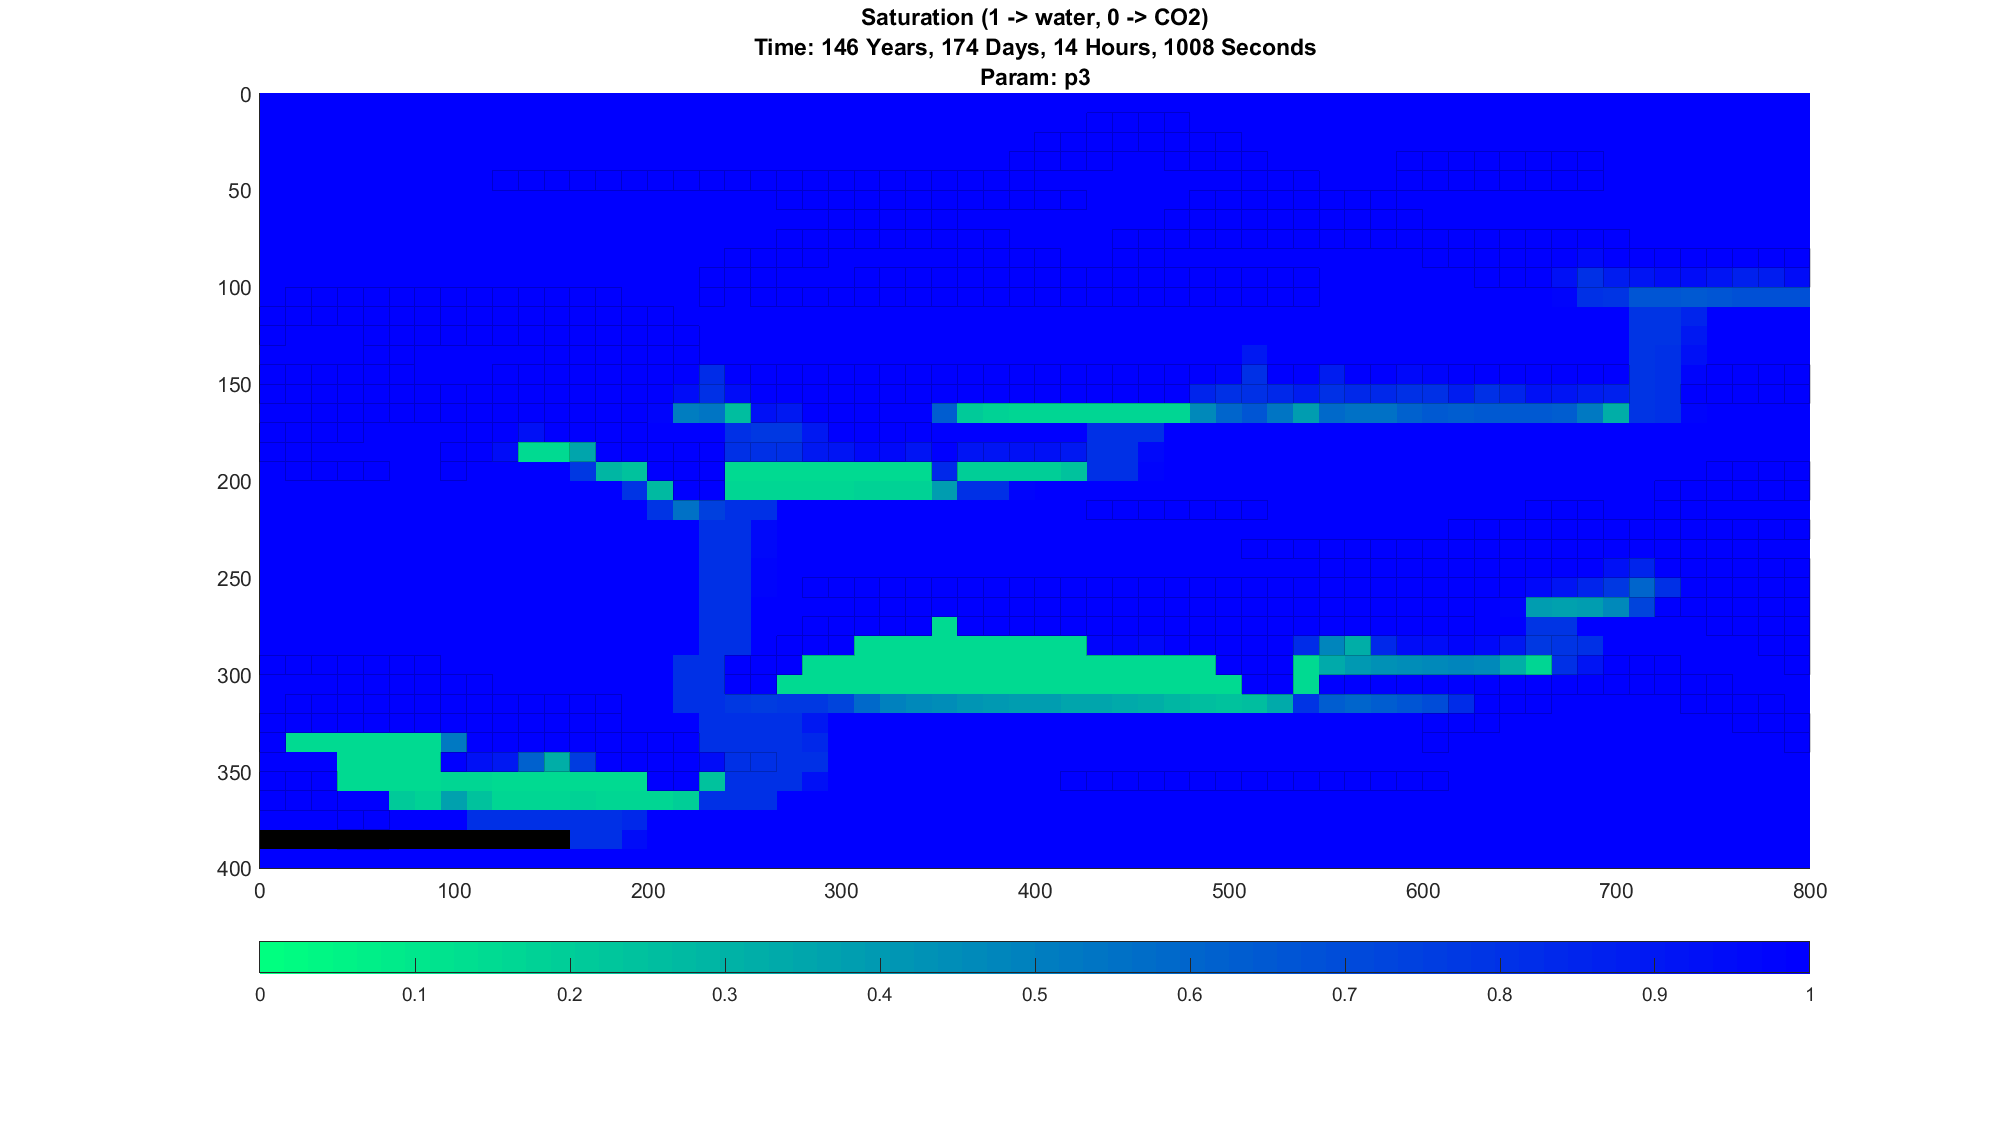 Saturation (1 -> water, 0 -> CO2)
Time: 146 Years, 174 Days, 14 Hours, 1008 Seconds
Param: p3
0
50
100
150
200
250
300
350
400
0 100 200 300 400 500 600 700 800
0 0.1 0.2 0.3 0.4 0.5 0.6 0.7 0.8 0.9 1